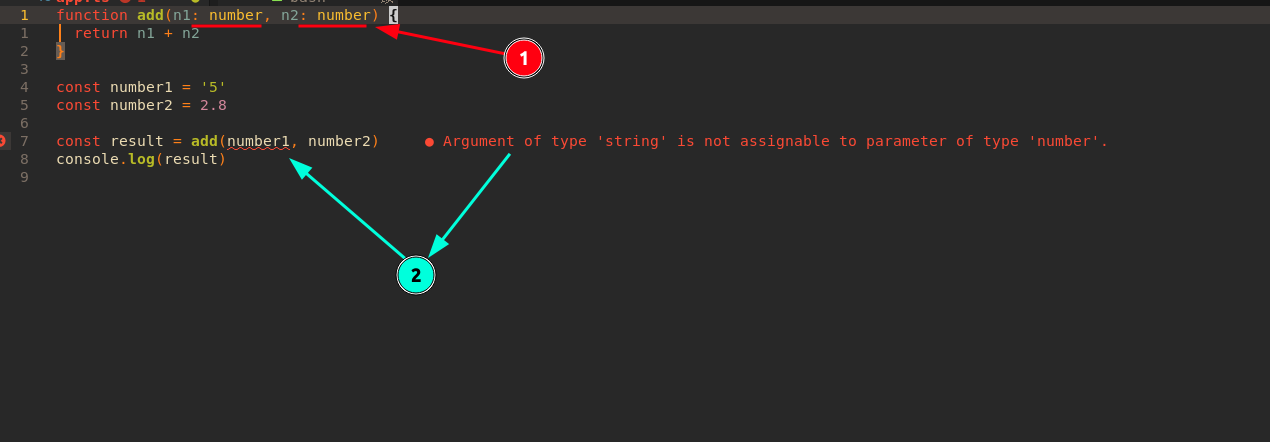 1 function add(n1: number, n2: number) {
1 return n1 + n2
2 }
3
4 const number1 = '5'
5 const number2 = 2.8
6
7 const result = add(number1, number2) ● Argument of type 'string' is not assignable to parameter of type 'number'.
8 console.log(result)
9
1
2